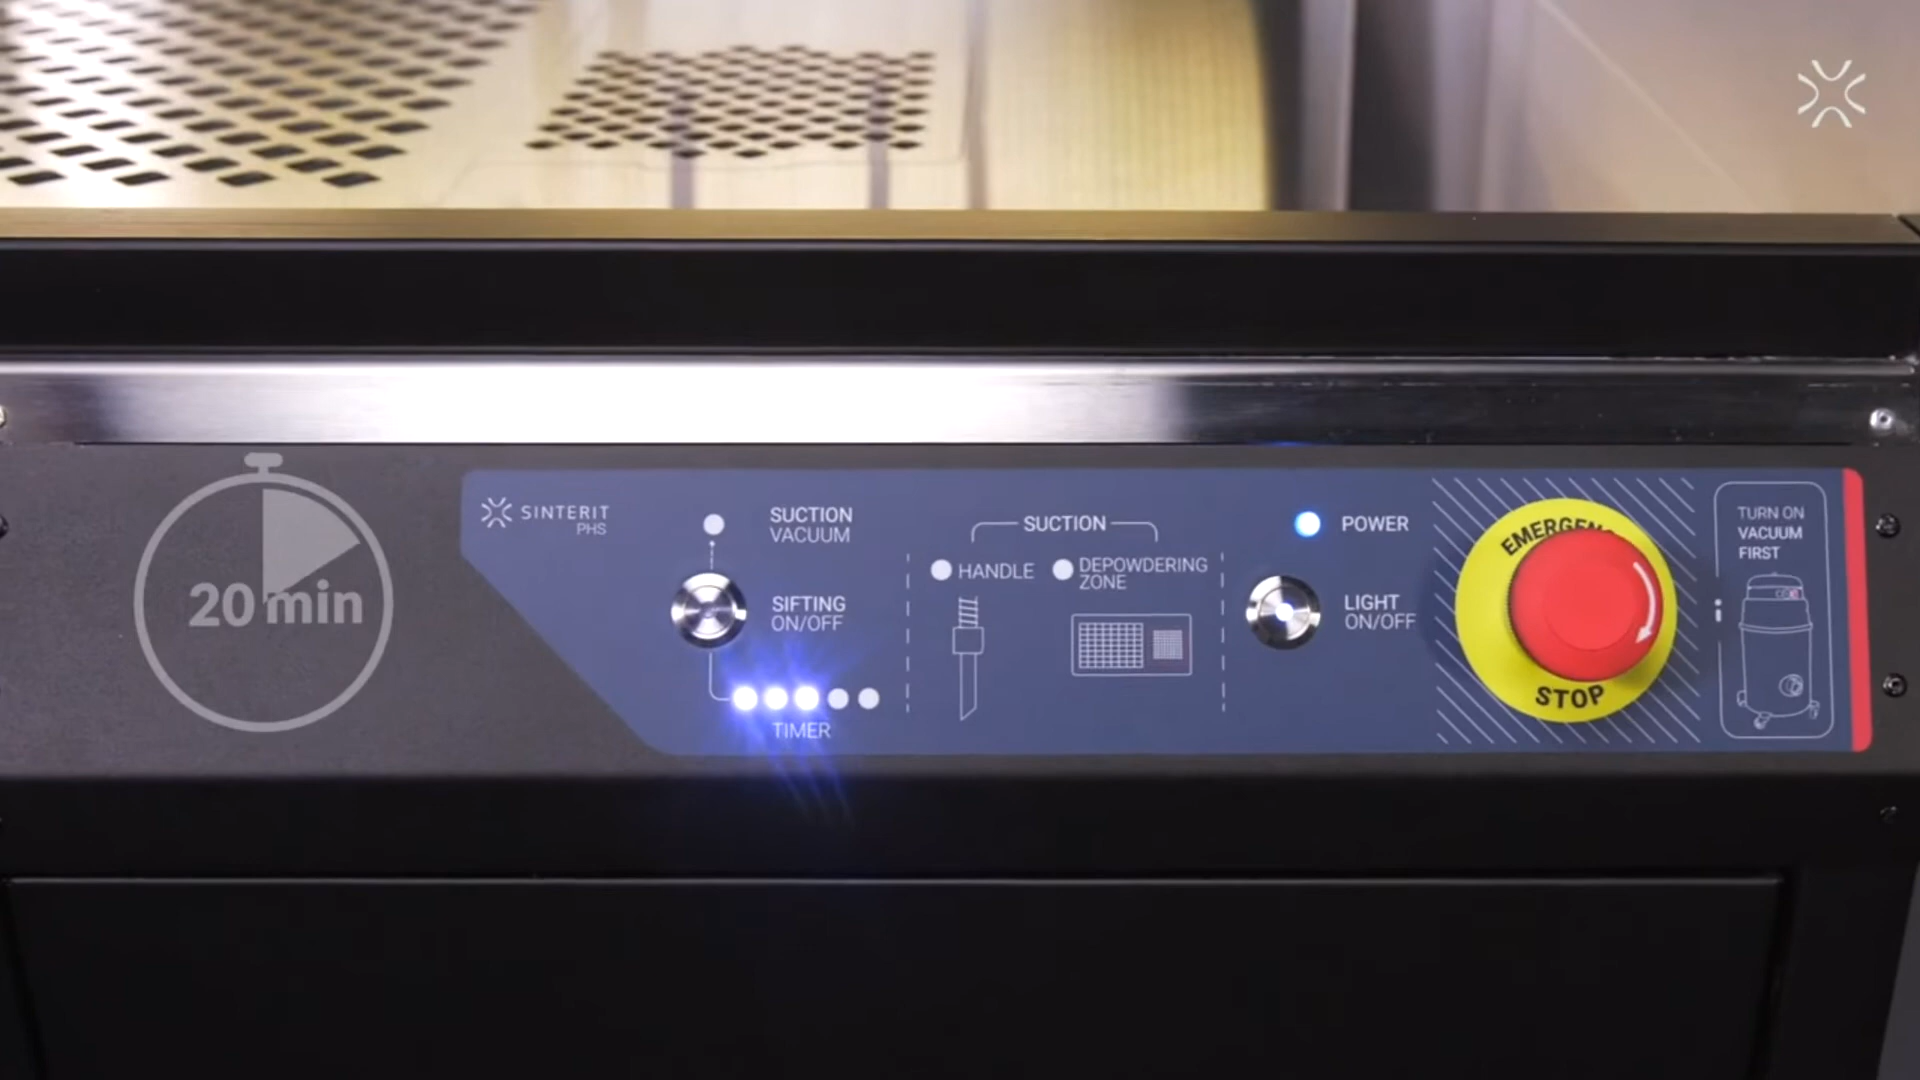 20 min
SINTERIT
PHS
SUCTION
VACUUM
SIFTING
ON/OFF
TIMER
SUCTION
HANDLE
DEPOWDERING
ZONE
POWER
LIGHT
ON/OFF
STOP
TURN ON
VACUUM
FIRST